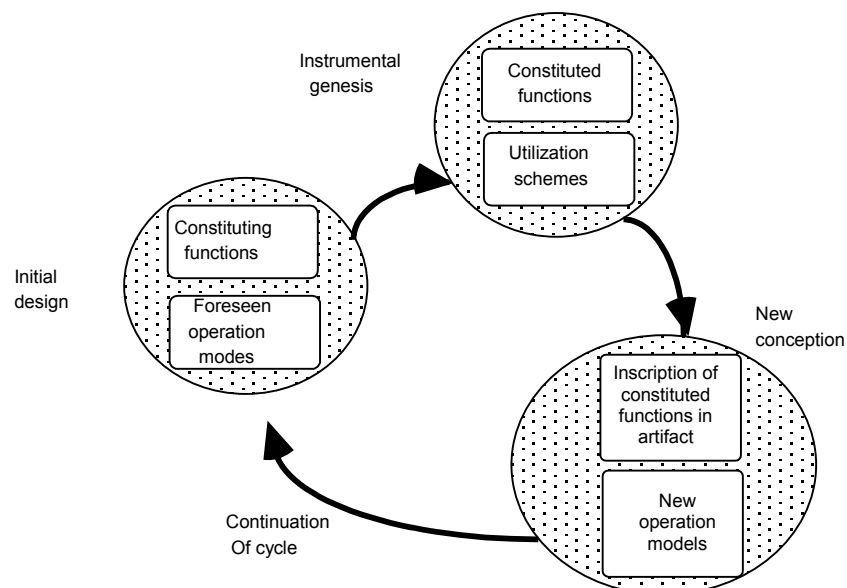 Instrumental
genesis
Constituted
functions
Utilization
schemes
Initial
design
Constituting
functions
Foreseen
operation
modes
New
conception
Inscription of
constituted
functions in
artifact
New
operation
models
Continuation
Of cycle